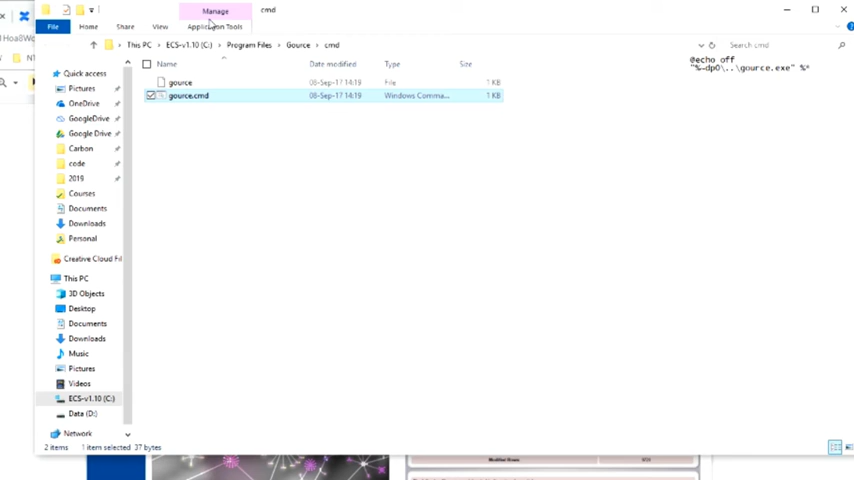 Manage
cmd
File
Home
Share
View
Application Tools
This PC
ECS-v1.10 (C:)
Program Files
Gource
cmd
Search cmd
1Hoa8W
Name
Date modified
Type
Size
@echo off
"%~dp0\..\gource.exe" %*
gource
08-Sep-17 14:19
File
1 KB
gource.cmd
08-Sep-17 14:19
Windows Comma...
1 KB
Quick access
Pictures
OneDrive
GoogleDrive
Google Drive
Carbon
code
2019
Courses
Documents
Downloads
Personal
Creative Cloud Fil
This PC
3D Objects
Desktop
Documents
Downloads
Music
Pictures
Videos
ECS-v1.10 (C:)
Data (D:)
Network
2 items
1 item selected
37 bytes